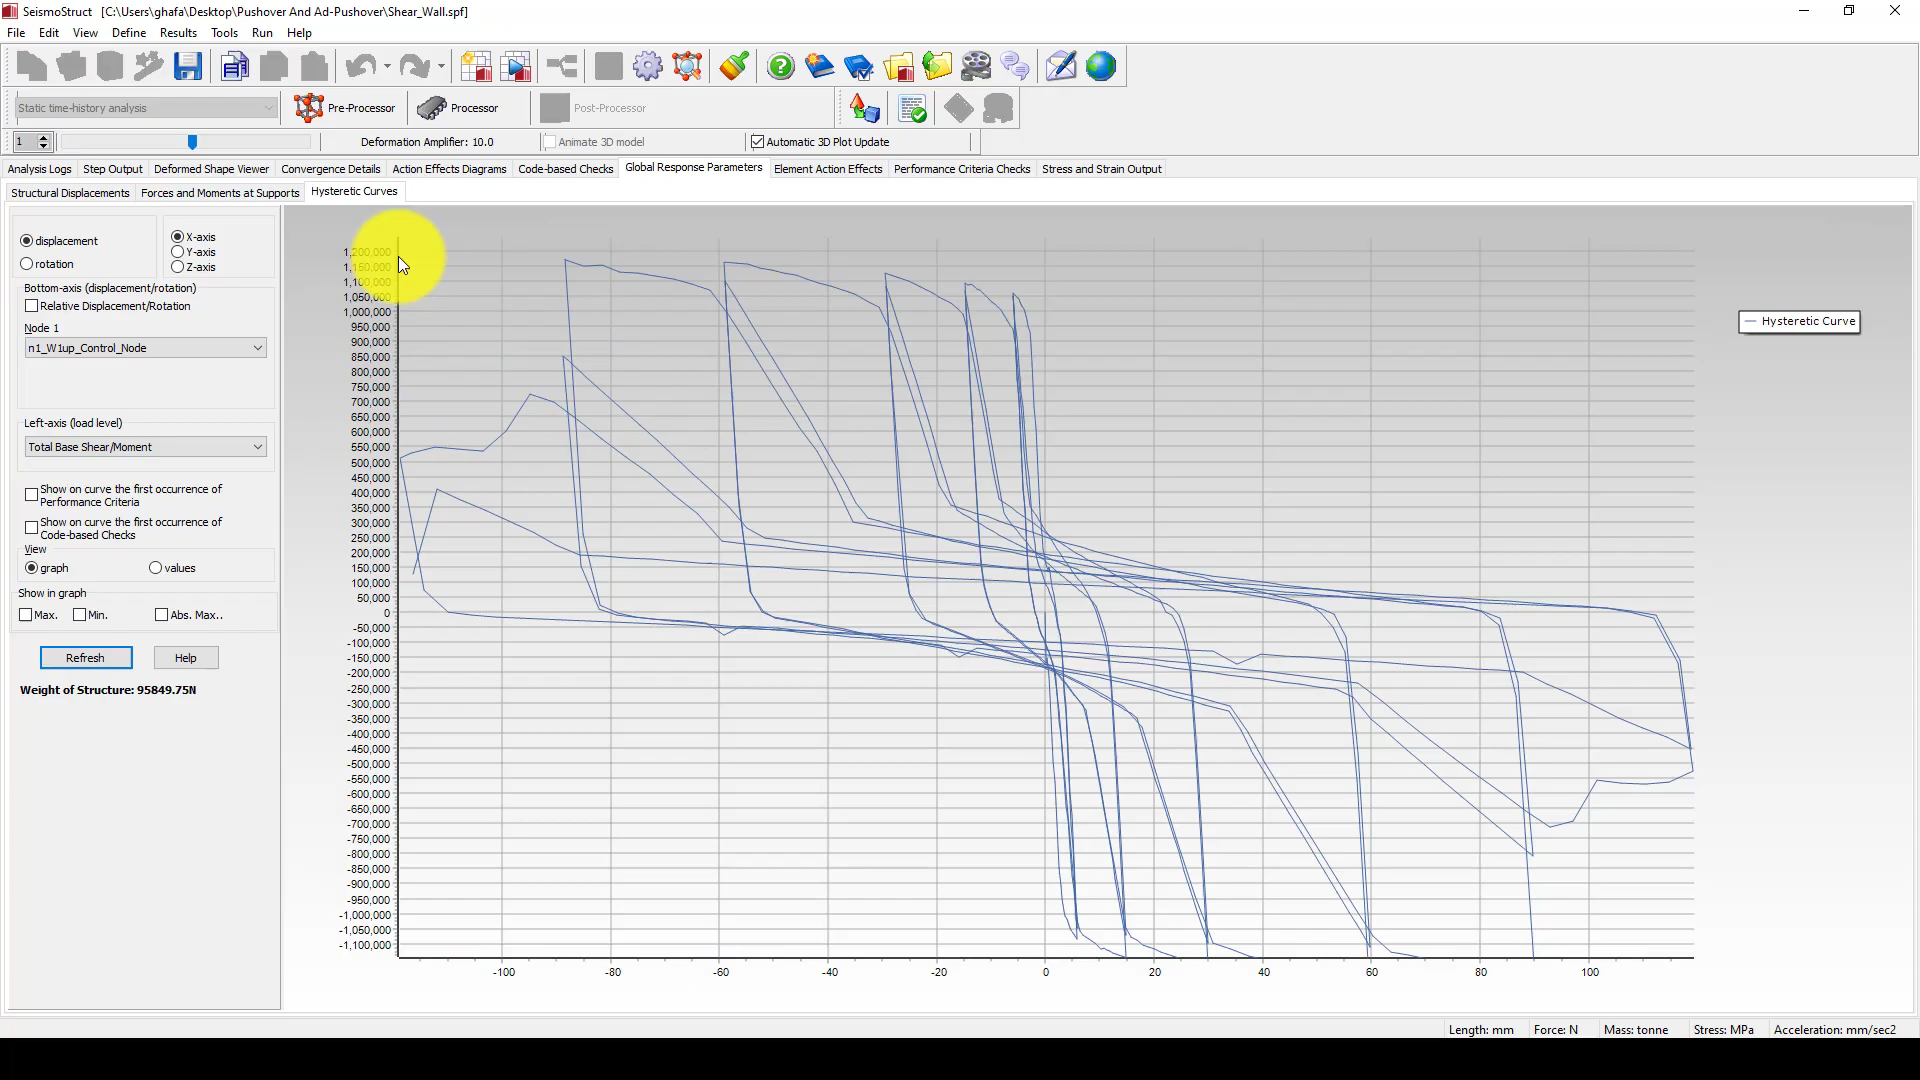 SeismoStruct [C:\Users\ghafa\Desktop\Pushover And Ad-Pushover\Shear_Wall.spf]
File Edit View Define Results Tools Run Help
Static time-history analysis Pre-Processor Processor Post-Processor
1 Deformation Amplifier: 10.0 Animate 3D model Automatic 3D Plot Update
Analysis Logs Step Output Deformed Shape Viewer Convergence Details Action Effects Diagrams Code-based Checks Global Response Parameters Element Action Effects Performance Criteria Checks Stress and Strain Output
Structural Displacements Forces and Moments at Supports Hysteretic Curves
displacement
rotation
X-axis
Y-axis
Z-axis
Bottom-axis (displacement/rotation)
Relative Displacement/Rotation
Node 1
n1_W1up_Control_Node
Left-axis (load level)
Total Base Shear/Moment
Show on curve the first occurrence of
Performance Criteria
Show on curve the first occurrence of
Code-based Checks
View
graph values
Show in graph
Max. Min. Abs. Max..
Refresh Help
Weight of Structure: 95849.75N
1,200,000
1,150,000
1,100,000
1,050,000
1,000,000
950,000
900,000
850,000
800,000
750,000
700,000
650,000
600,000
550,000
500,000
450,000
400,000
350,000
300,000
250,000
200,000
150,000
100,000
50,000
0
-50,000
-100,000
-150,000
-200,000
-250,000
-300,000
-350,000
-400,000
-450,000
-500,000
-550,000
-600,000
-650,000
-700,000
-750,000
-800,000
-850,000
-900,000
-950,000
-1,000,000
-1,050,000
-1,100,000
-100 -80 -60 -40 -20 0 20 40 60 80 100
Hysteretic Curve
Length: mm Force: N Mass: tonne Stress: MPa Acceleration: mm/sec2